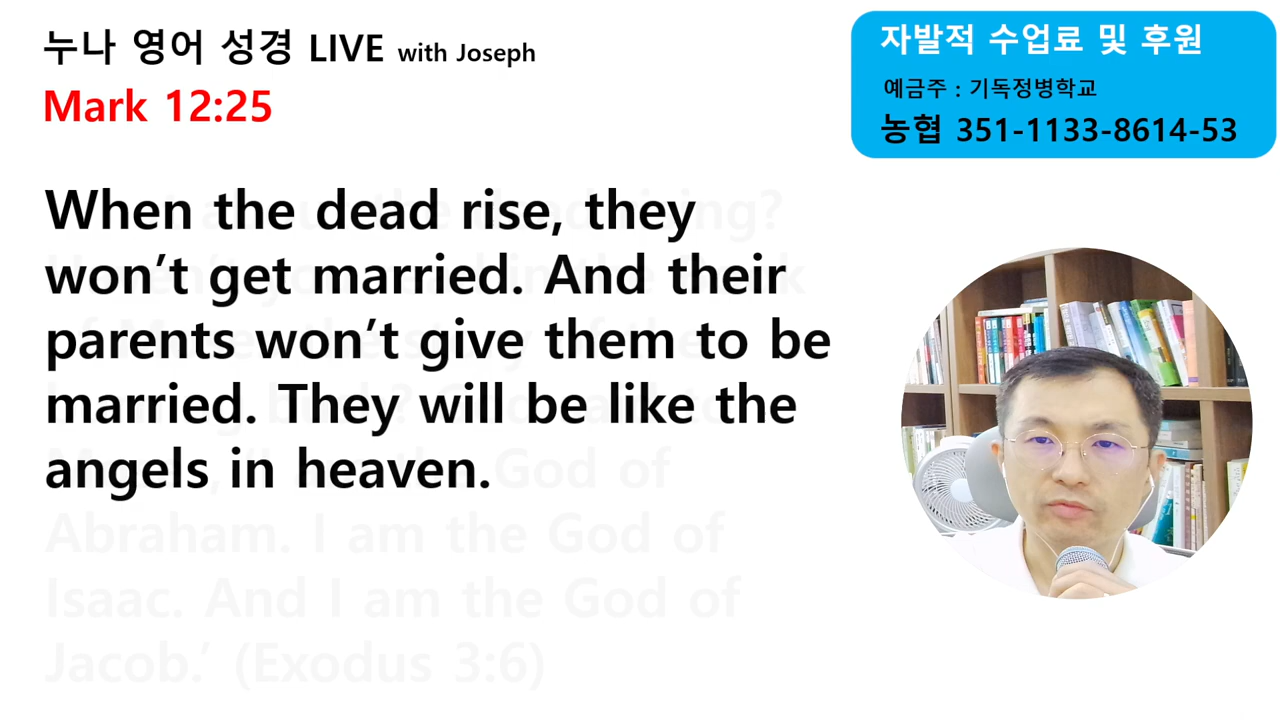 누나 영어 성경 LIVE with Joseph
Mark 12:25
자발적 수업료 및 후원
예금주 : 기독정병학교
농협 351-1133-8614-53
When the dead rise, they
won’t get married. And their
parents won’t give them to be
married. They will be like the
angels in heaven.
God of
Abraham. I am the God of
Isaac. And I am the God of
Jacob.’ (Exodus 3:6)